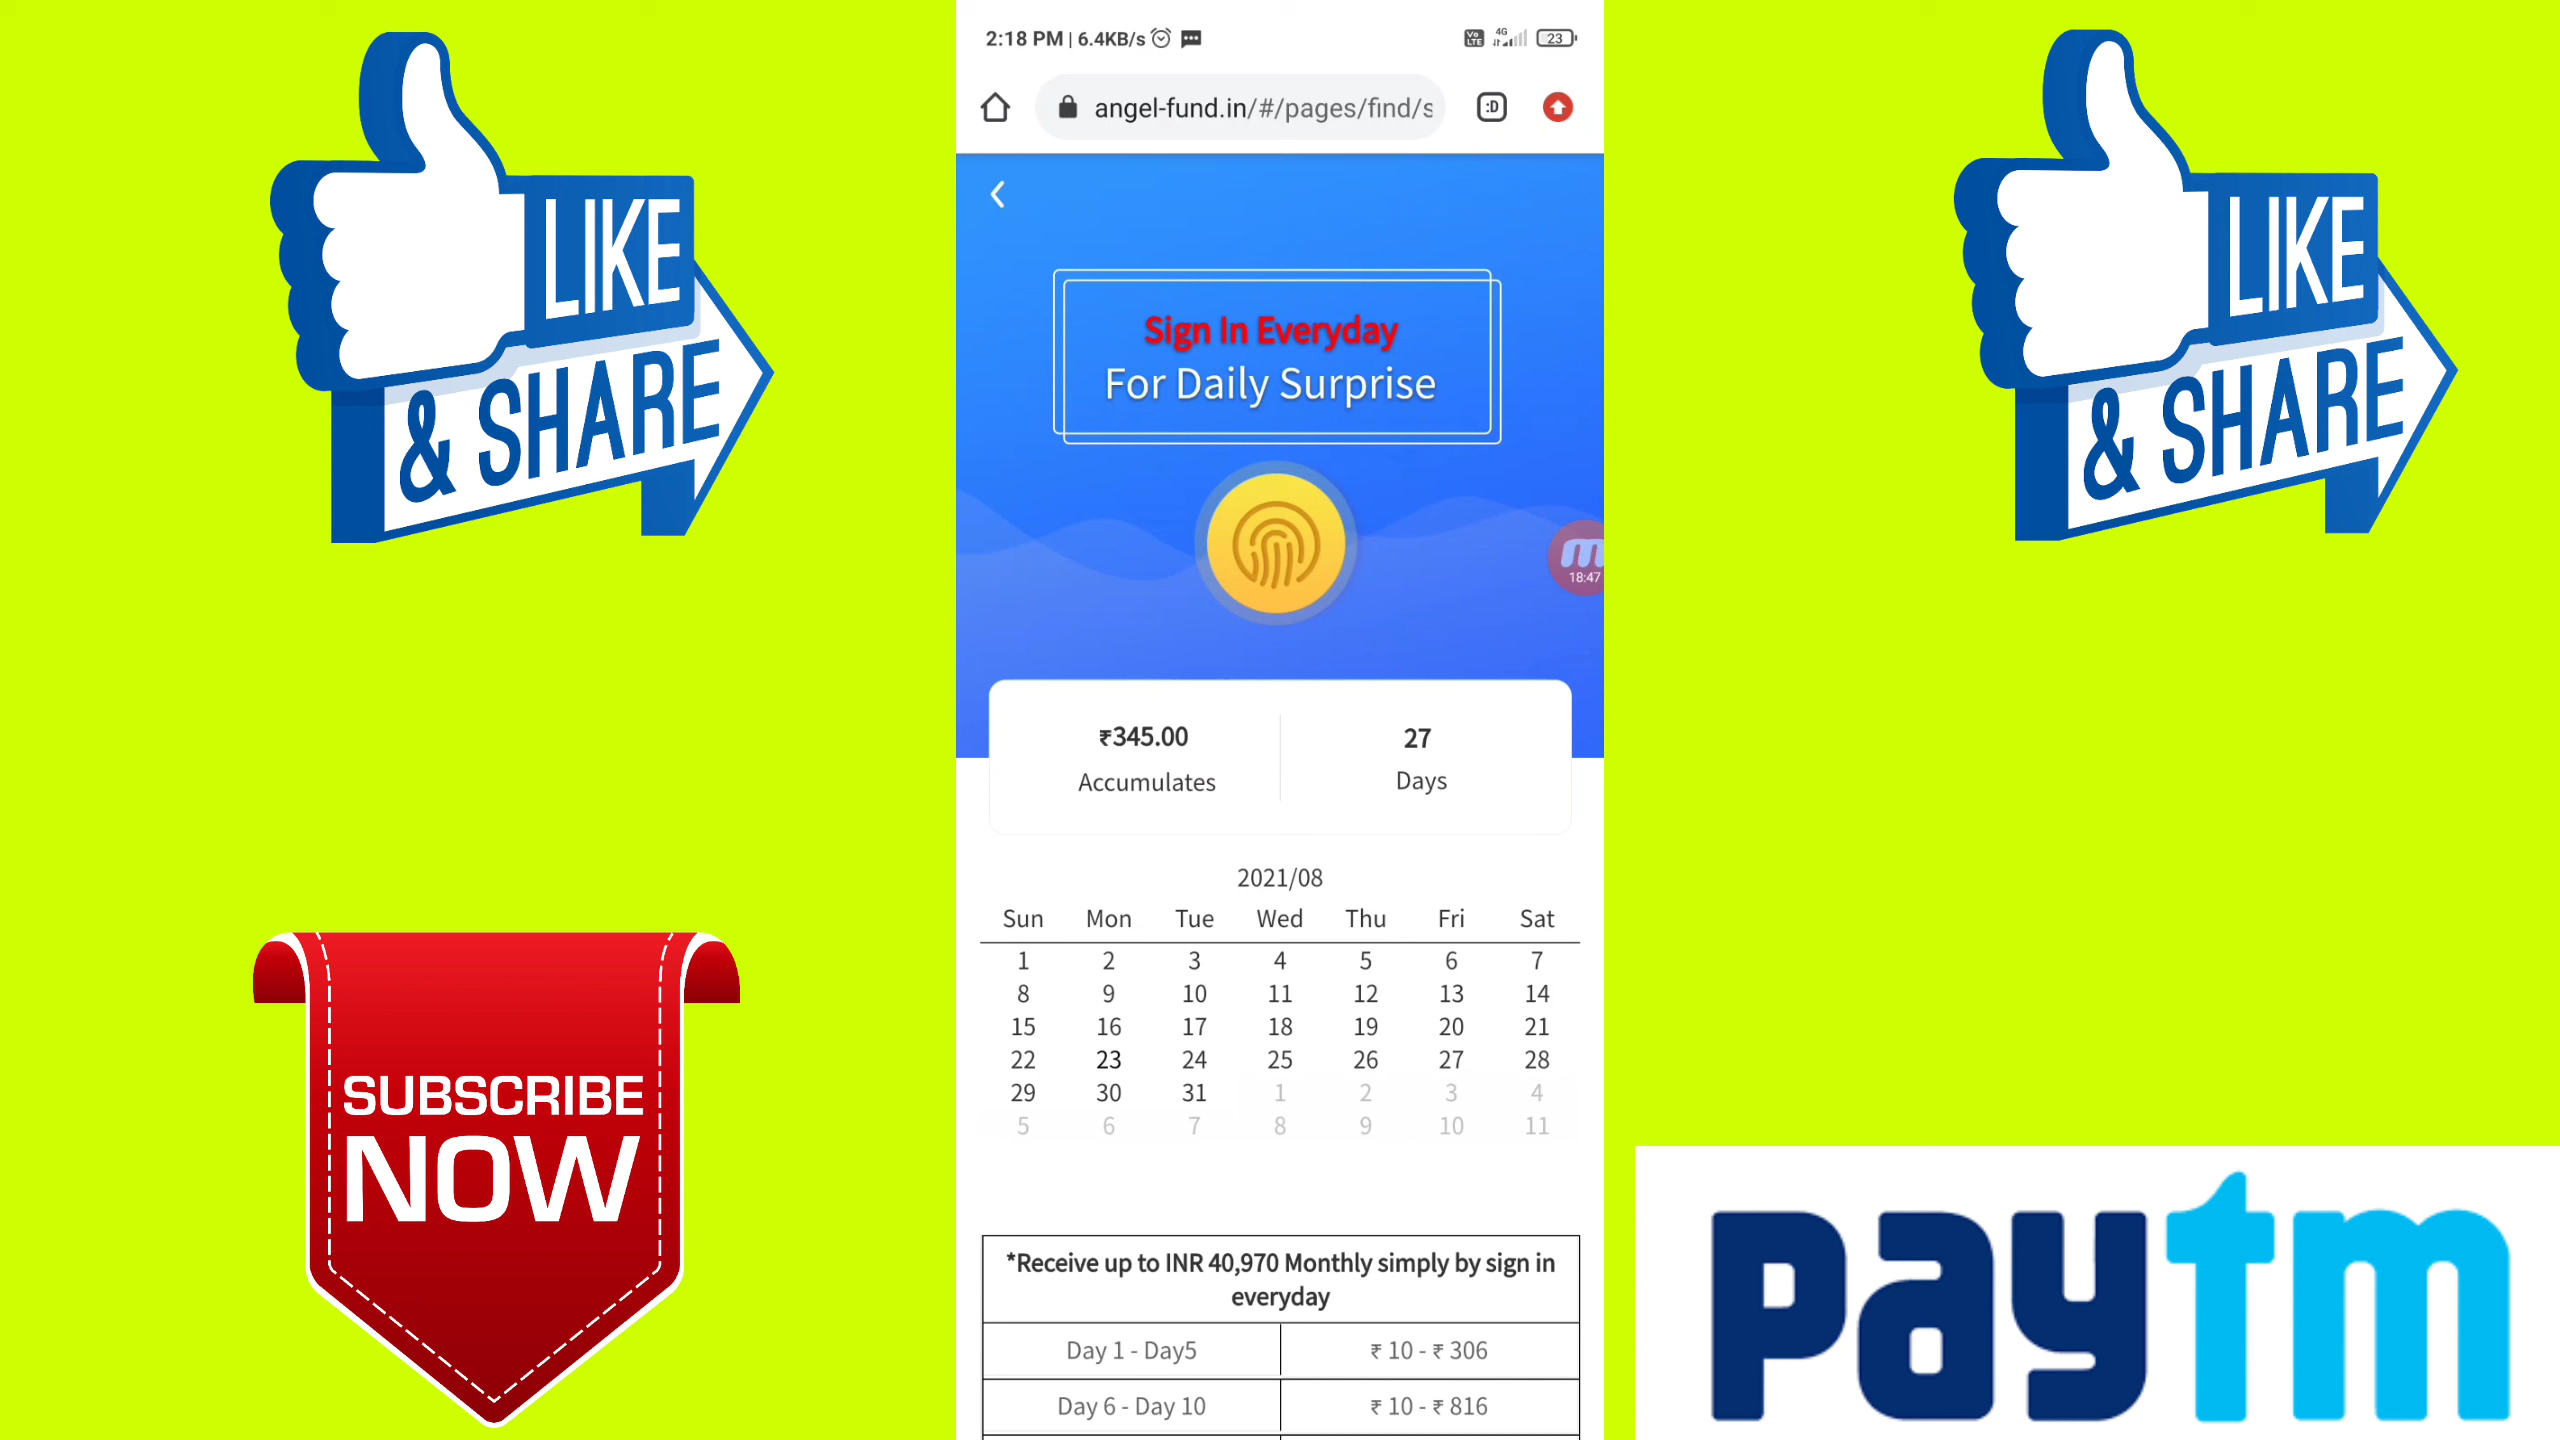 LIKE
& SHARE
SUBSCRIBE
NOW
2:18 PM | 6.4KB/s
Vo
LTE
4G
23
angel-fund.in/#/pages/find/s
:D
Sign In Everyday
For Daily Surprise
m
18:47
₹345.00
Accumulates
27
Days
2021/08
Sun Mon Tue Wed Thu Fri Sat
1 2 3 4 5 6 7
8 9 10 11 12 13 14
15 16 17 18 19 20 21
22 23 24 25 26 27 28
29 30 31 1 2 3 4
5 6 7 8 9 10 11
*Receive up to INR 40,970 Monthly simply by sign in
everyday
Day 1 - Day5 ₹ 10 - ₹ 306
Day 6 - Day 10 ₹ 10 - ₹ 816
LIKE
& SHARE
paytm